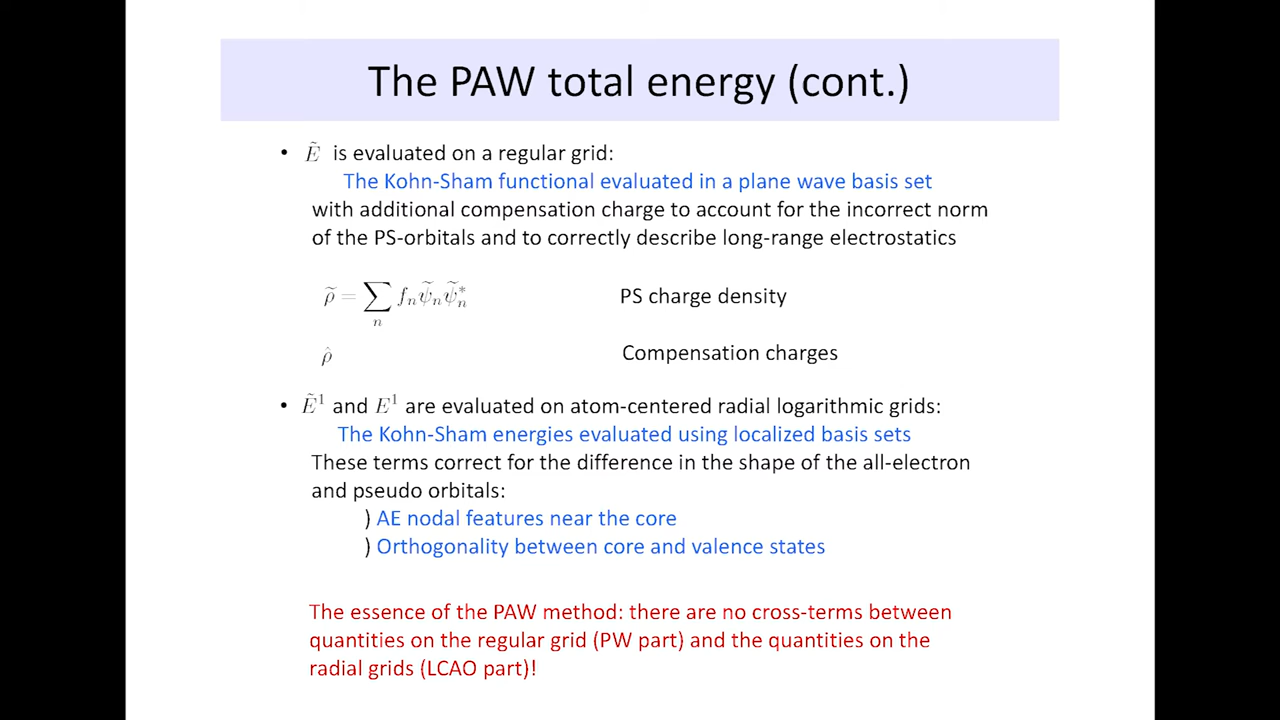 The PAW total energy (cont.)
• Ẽ is evaluated on a regular grid:
The Kohn-Sham functional evaluated in a plane wave basis set
with additional compensation charge to account for the incorrect norm
of the PS-orbitals and to correctly describe long-range electrostatics
ρ̃ = ∑ₙ fₙψ̃ₙψ̃ₙ* PS charge density
ρ̂ Compensation charges
• Ẽ¹ and E¹ are evaluated on atom-centered radial logarithmic grids:
The Kohn-Sham energies evaluated using localized basis sets
These terms correct for the difference in the shape of the all-electron
and pseudo orbitals:
) AE nodal features near the core
) Orthogonality between core and valence states
The essence of the PAW method: there are no cross-terms between
quantities on the regular grid (PW part) and the quantities on the
radial grids (LCAO part)!